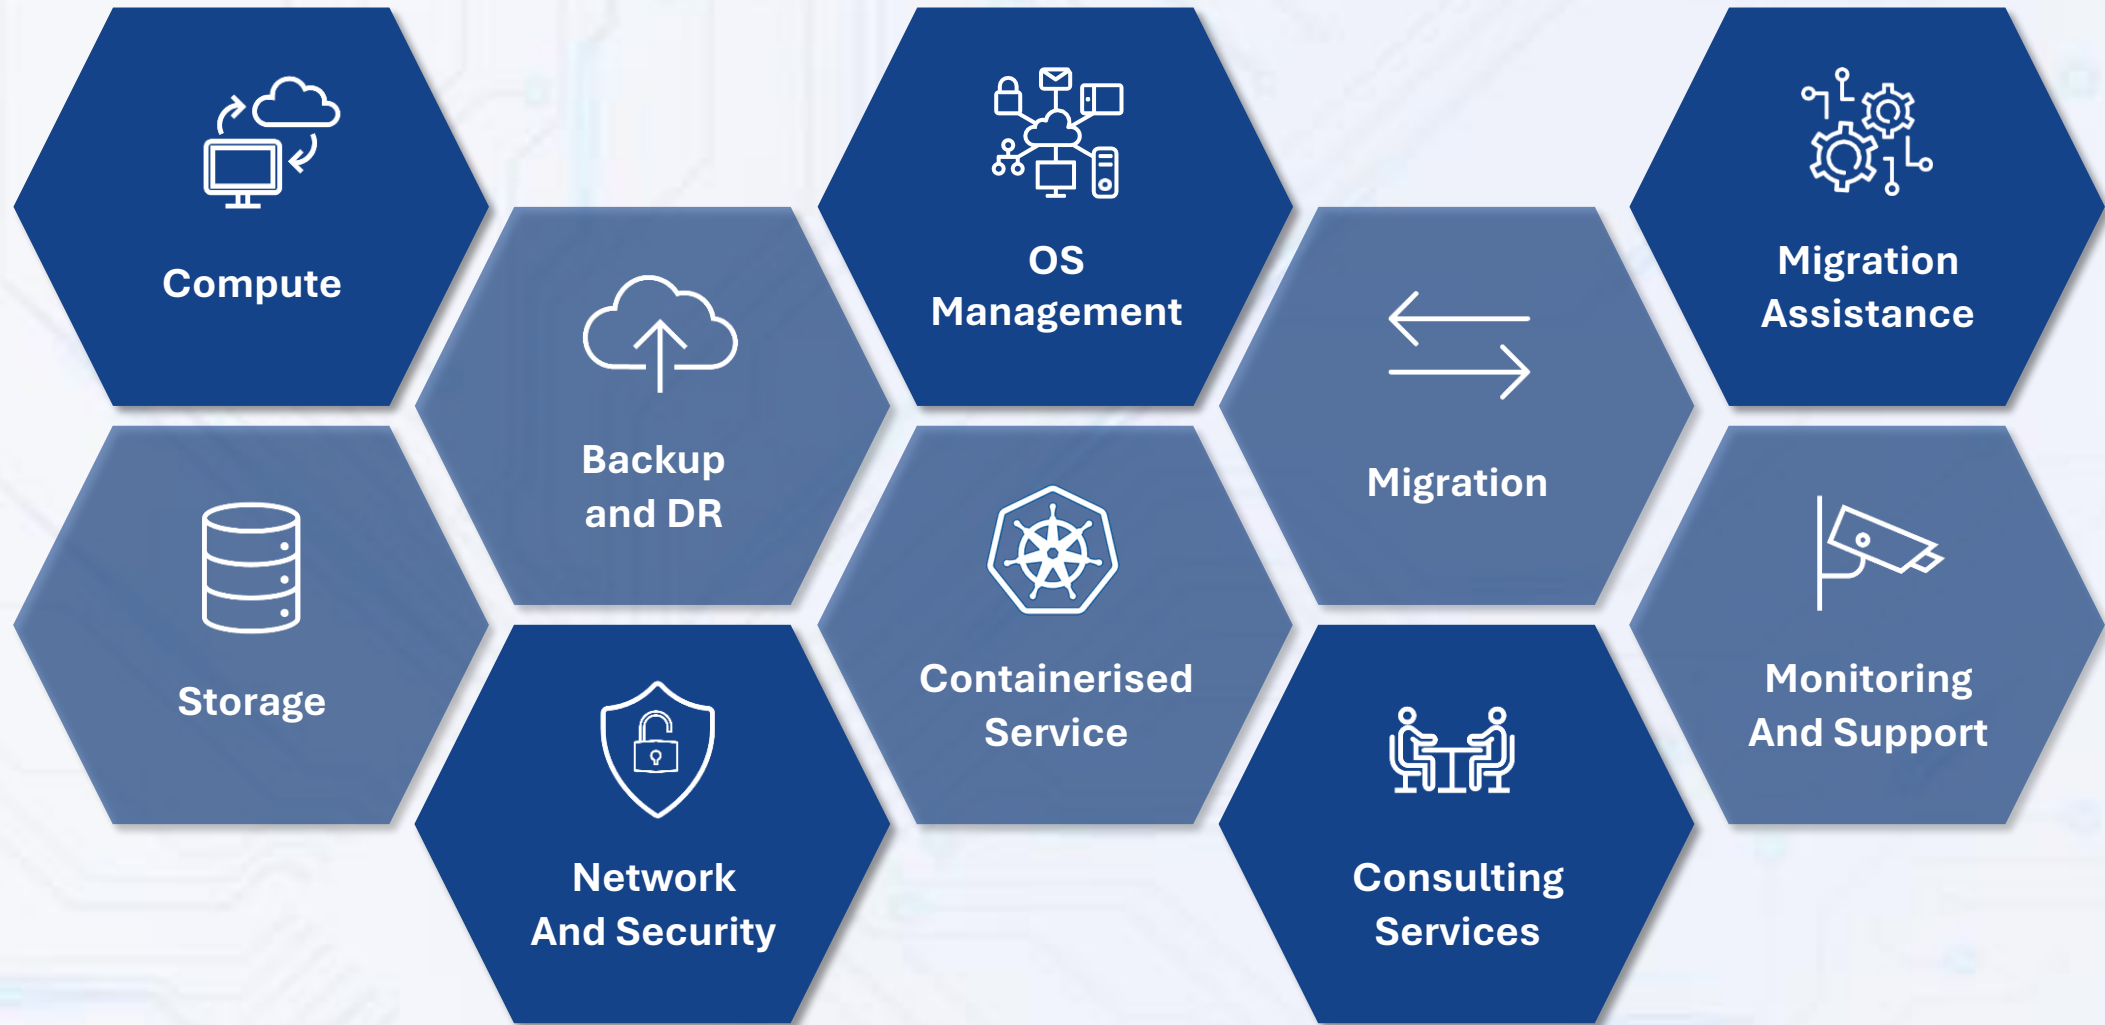 Compute
OS
Management
Migration
Assistance
Backup
and DR
Migration
Storage
Containerised
Service
Monitoring
And Support
Network
And Security
Consulting
Services